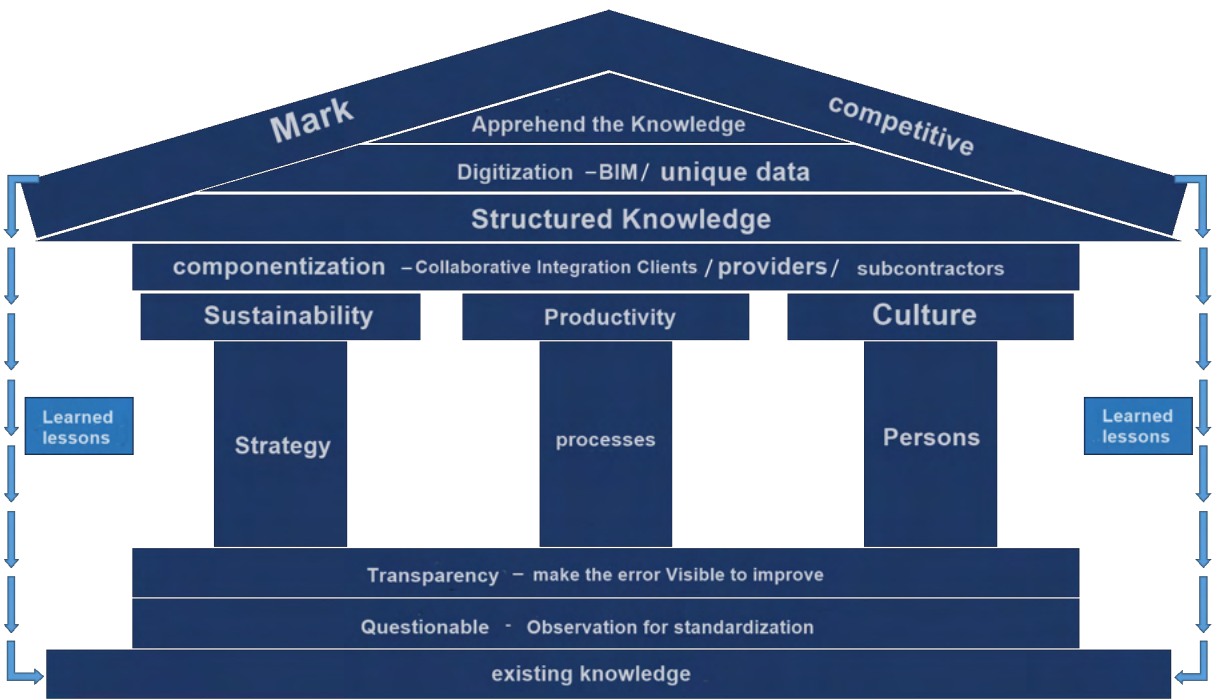 Mark
competitive
Apprehend the Knowledge
Digitization –BIM/ unique data
Structured Knowledge
componentization –Collaborative Integration Clients /providers/ subcontractors
Sustainability
Productivity
Culture
Learned
lessons
Strategy
processes
Persons
Learned
lessons
Transparency – make the error Visible to improve
Questionable - Observation for standardization
existing knowledge